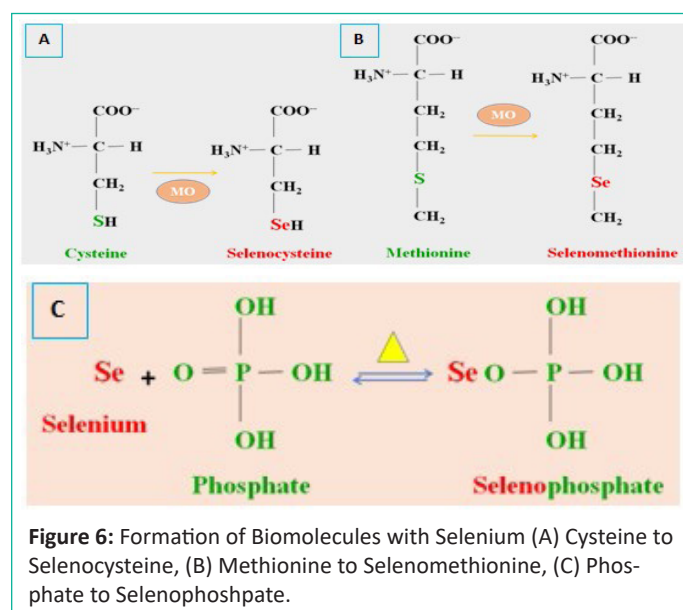 A
COO⁻
H₃N⁺— C — H
CH₂
SH
Cysteine
MO
COO⁻
H₃N⁺— C — H
CH₂
SeH
Selenocysteine
B
COO⁻
H₃N⁺— C — H
CH₂
CH₂
S
CH₂
Methionine
MO
COO⁻
H₃N⁺— C — H
CH₂
CH₂
Se
CH₂
Selenomethionine
C
Se + O = P — OH
OH
OH
Selenium
Phosphate
OH
Se O — P — OH
OH
Selenophosphate
Figure 6: Formation of Biomolecules with Selenium (A) Cysteine to
Selenocysteine, (B) Methionine to Selenomethionine, (C) Phos-
phate to Selenophoshpate.